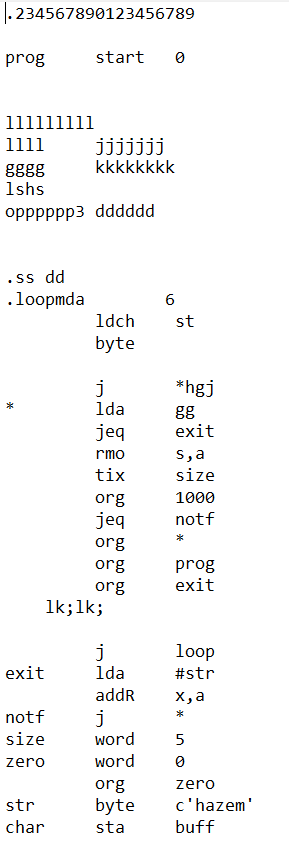 .234567890123456789
prog     start   0
lllllllll
llll     jjjjjjj
gggg     kkkkkkkk
lshs
opppppp3 dddddd
.ss dd
.loopmda        6
         ldch    st
         byte
         j       *hgj
*        lda     gg
         jeq     exit
         rmo     s,a
         tix     size
         org     1000
         jeq     notf
         org     *
         org     prog
         org     exit
    lk;lk;
         j       loop
exit     lda     #str
         addR    x,a
notf     j       *
size     word    5
zero     word    0
         org     zero
str      byte    c'hazem'
char     sta     buff